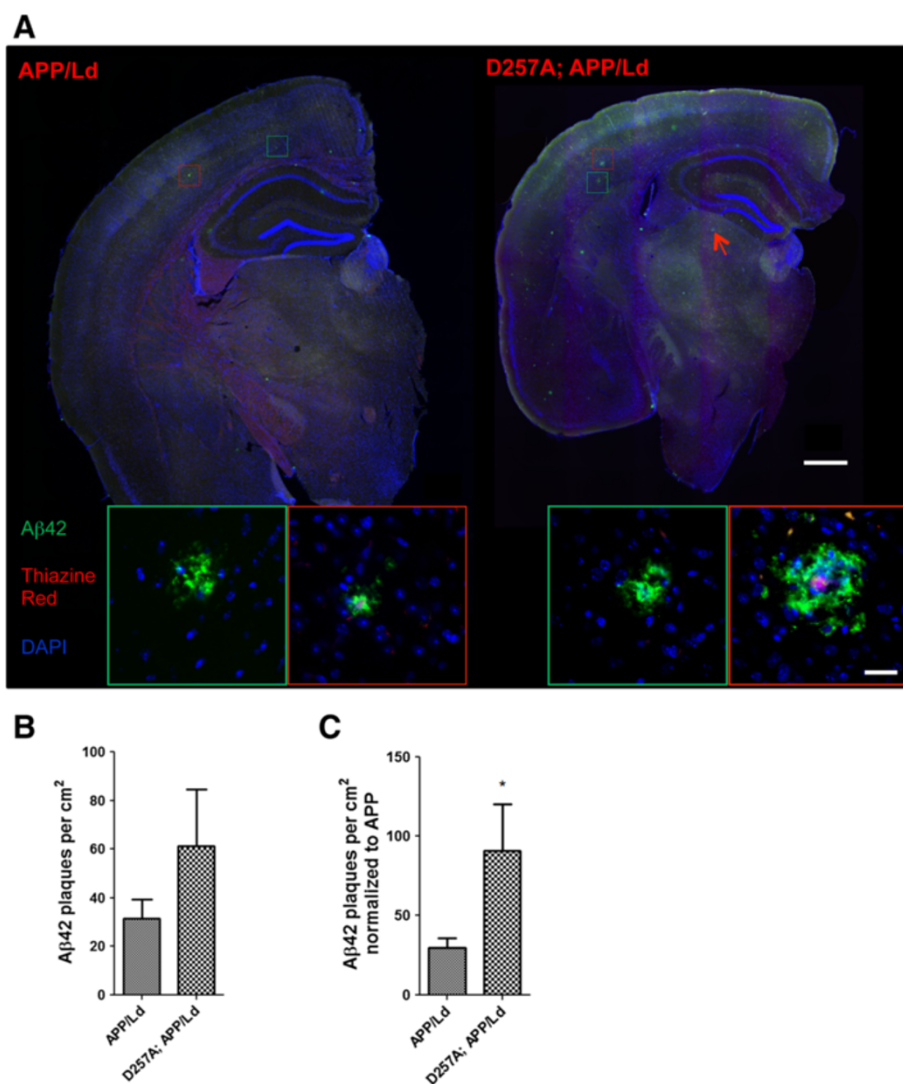 A
APP/Ld
D257A; APP/Ld
Aβ42
Thiazine
Red
DAPI
B
Aβ42 plaques per cm²
100
80
60
40
20
0
APP/Ld
D257A; APP/Ld
C
Aβ42 plaques per cm²
normalized to APP
150
100
50
0
*
APP/Ld
D257A; APP/Ld